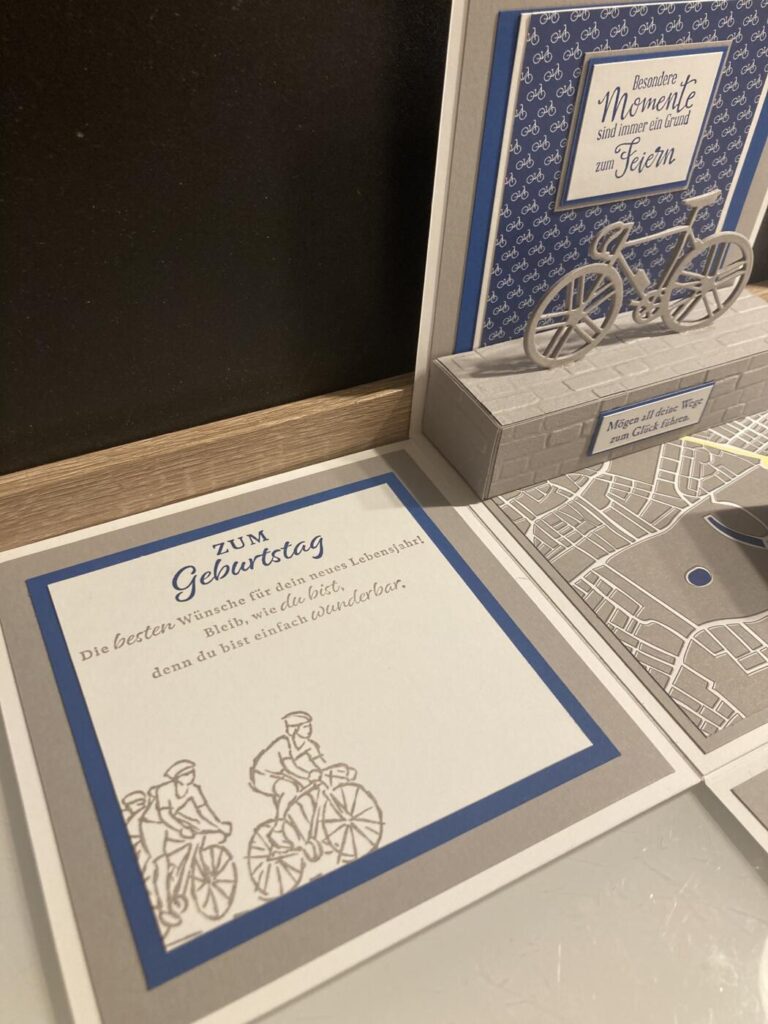 Besondere
Momente
sind immer ein Grund
zum Feiern
Mögen all deine Wege
zum Glück führen.
ZUM
Geburtstag
Die besten Wünsche für dein neues Lebensjahr!
Bleib, wie du bist,
denn du bist einfach wunderbar.